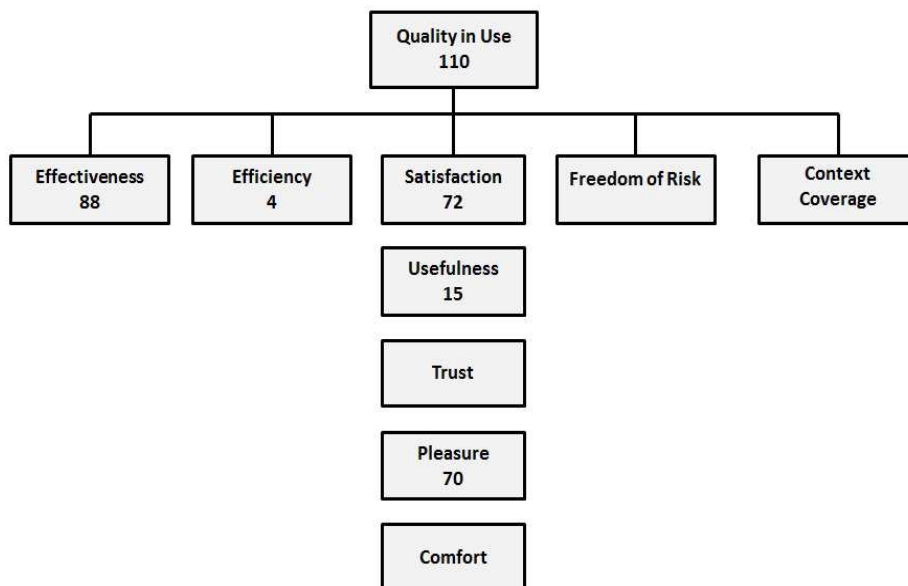 Quality in Use
110
Effectiveness
88
Efficiency
4
Satisfaction
72
Freedom of Risk
Context
Coverage
Usefulness
15
Trust
Pleasure
70
Comfort